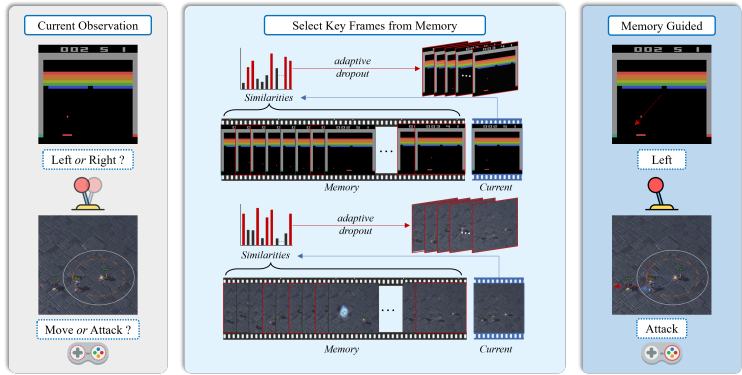 Current Observation
Select Key Frames from Memory
Memory Guided
002 5 1
adaptive
dropout
002 5 1
Similarities
Left or Right ?
Left
Memory
Current
adaptive
dropout
Similarities
Move or Attack ?
Attack
Memory
Current